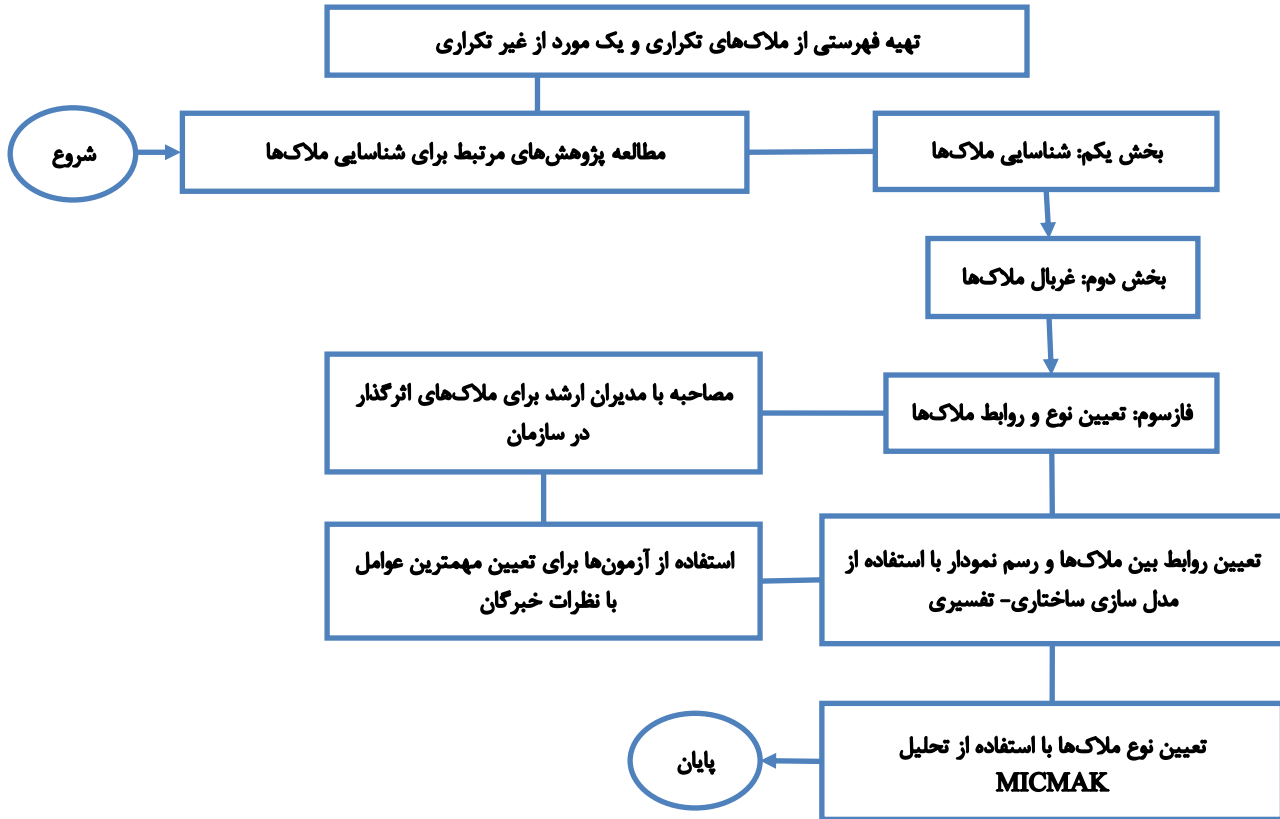 تهیه فهرستی از ملاک‌های تکراری و یک مورد از غیر تکراری
شروع
مطالعه پژوهش‌های مرتبط برای شناسایی ملاک‌ها
بخش یکم: شناسایی ملاک‌ها
بخش دوم: غربال ملاک‌ها
فازسوم: تعیین نوع و روابط ملاک‌ها
مصاحبه با مدیران ارشد برای ملاک‌های اثرگذار
در سازمان
استفاده از آزمون‌ها برای تعیین مهمترین عوامل
با نظرات خبرگان
تعیین روابط بین ملاک‌ها و رسم نمودار با استفاده از
مدل سازی ساختاری- تفسیری
تعیین نوع ملاک‌ها با استفاده از تحلیل
MICMAK
پایان